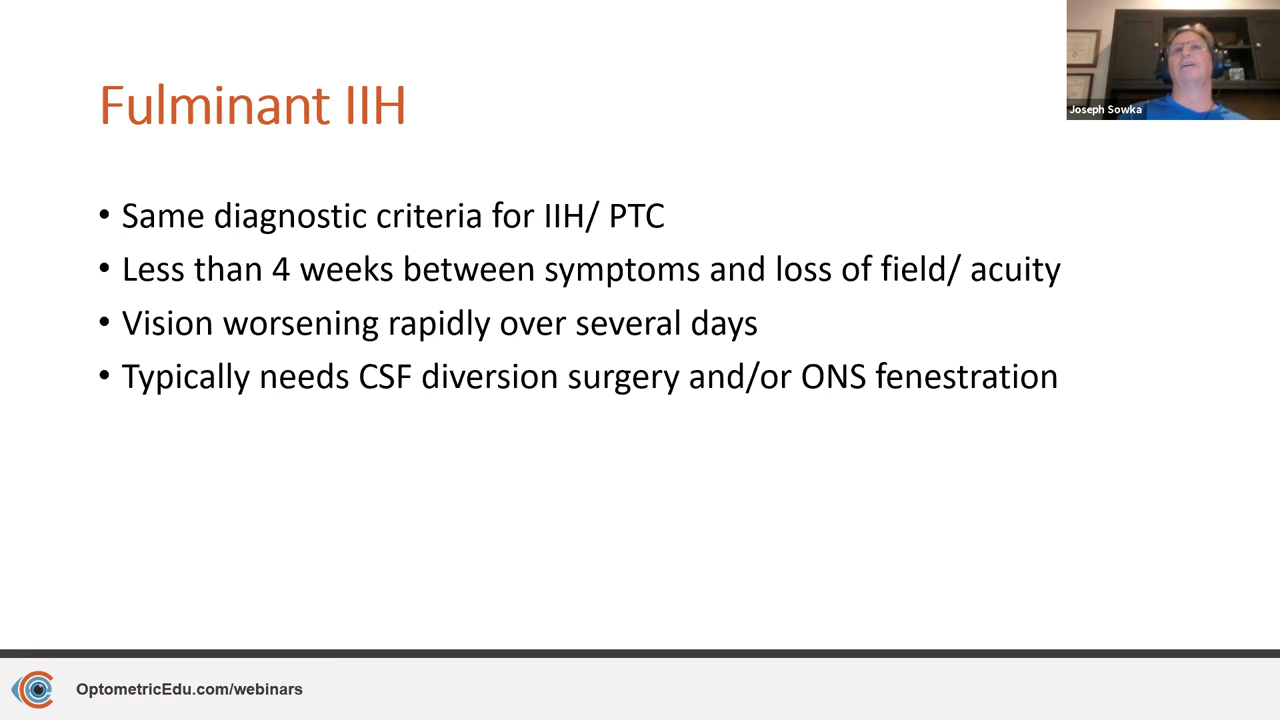 Fulminant IIH
Joseph Sowka
• Same diagnostic criteria for IIH/ PTC
• Less than 4 weeks between symptoms and loss of field/ acuity
• Vision worsening rapidly over several days
• Typically needs CSF diversion surgery and/or ONS fenestration
OptometricEdu.com/webinars